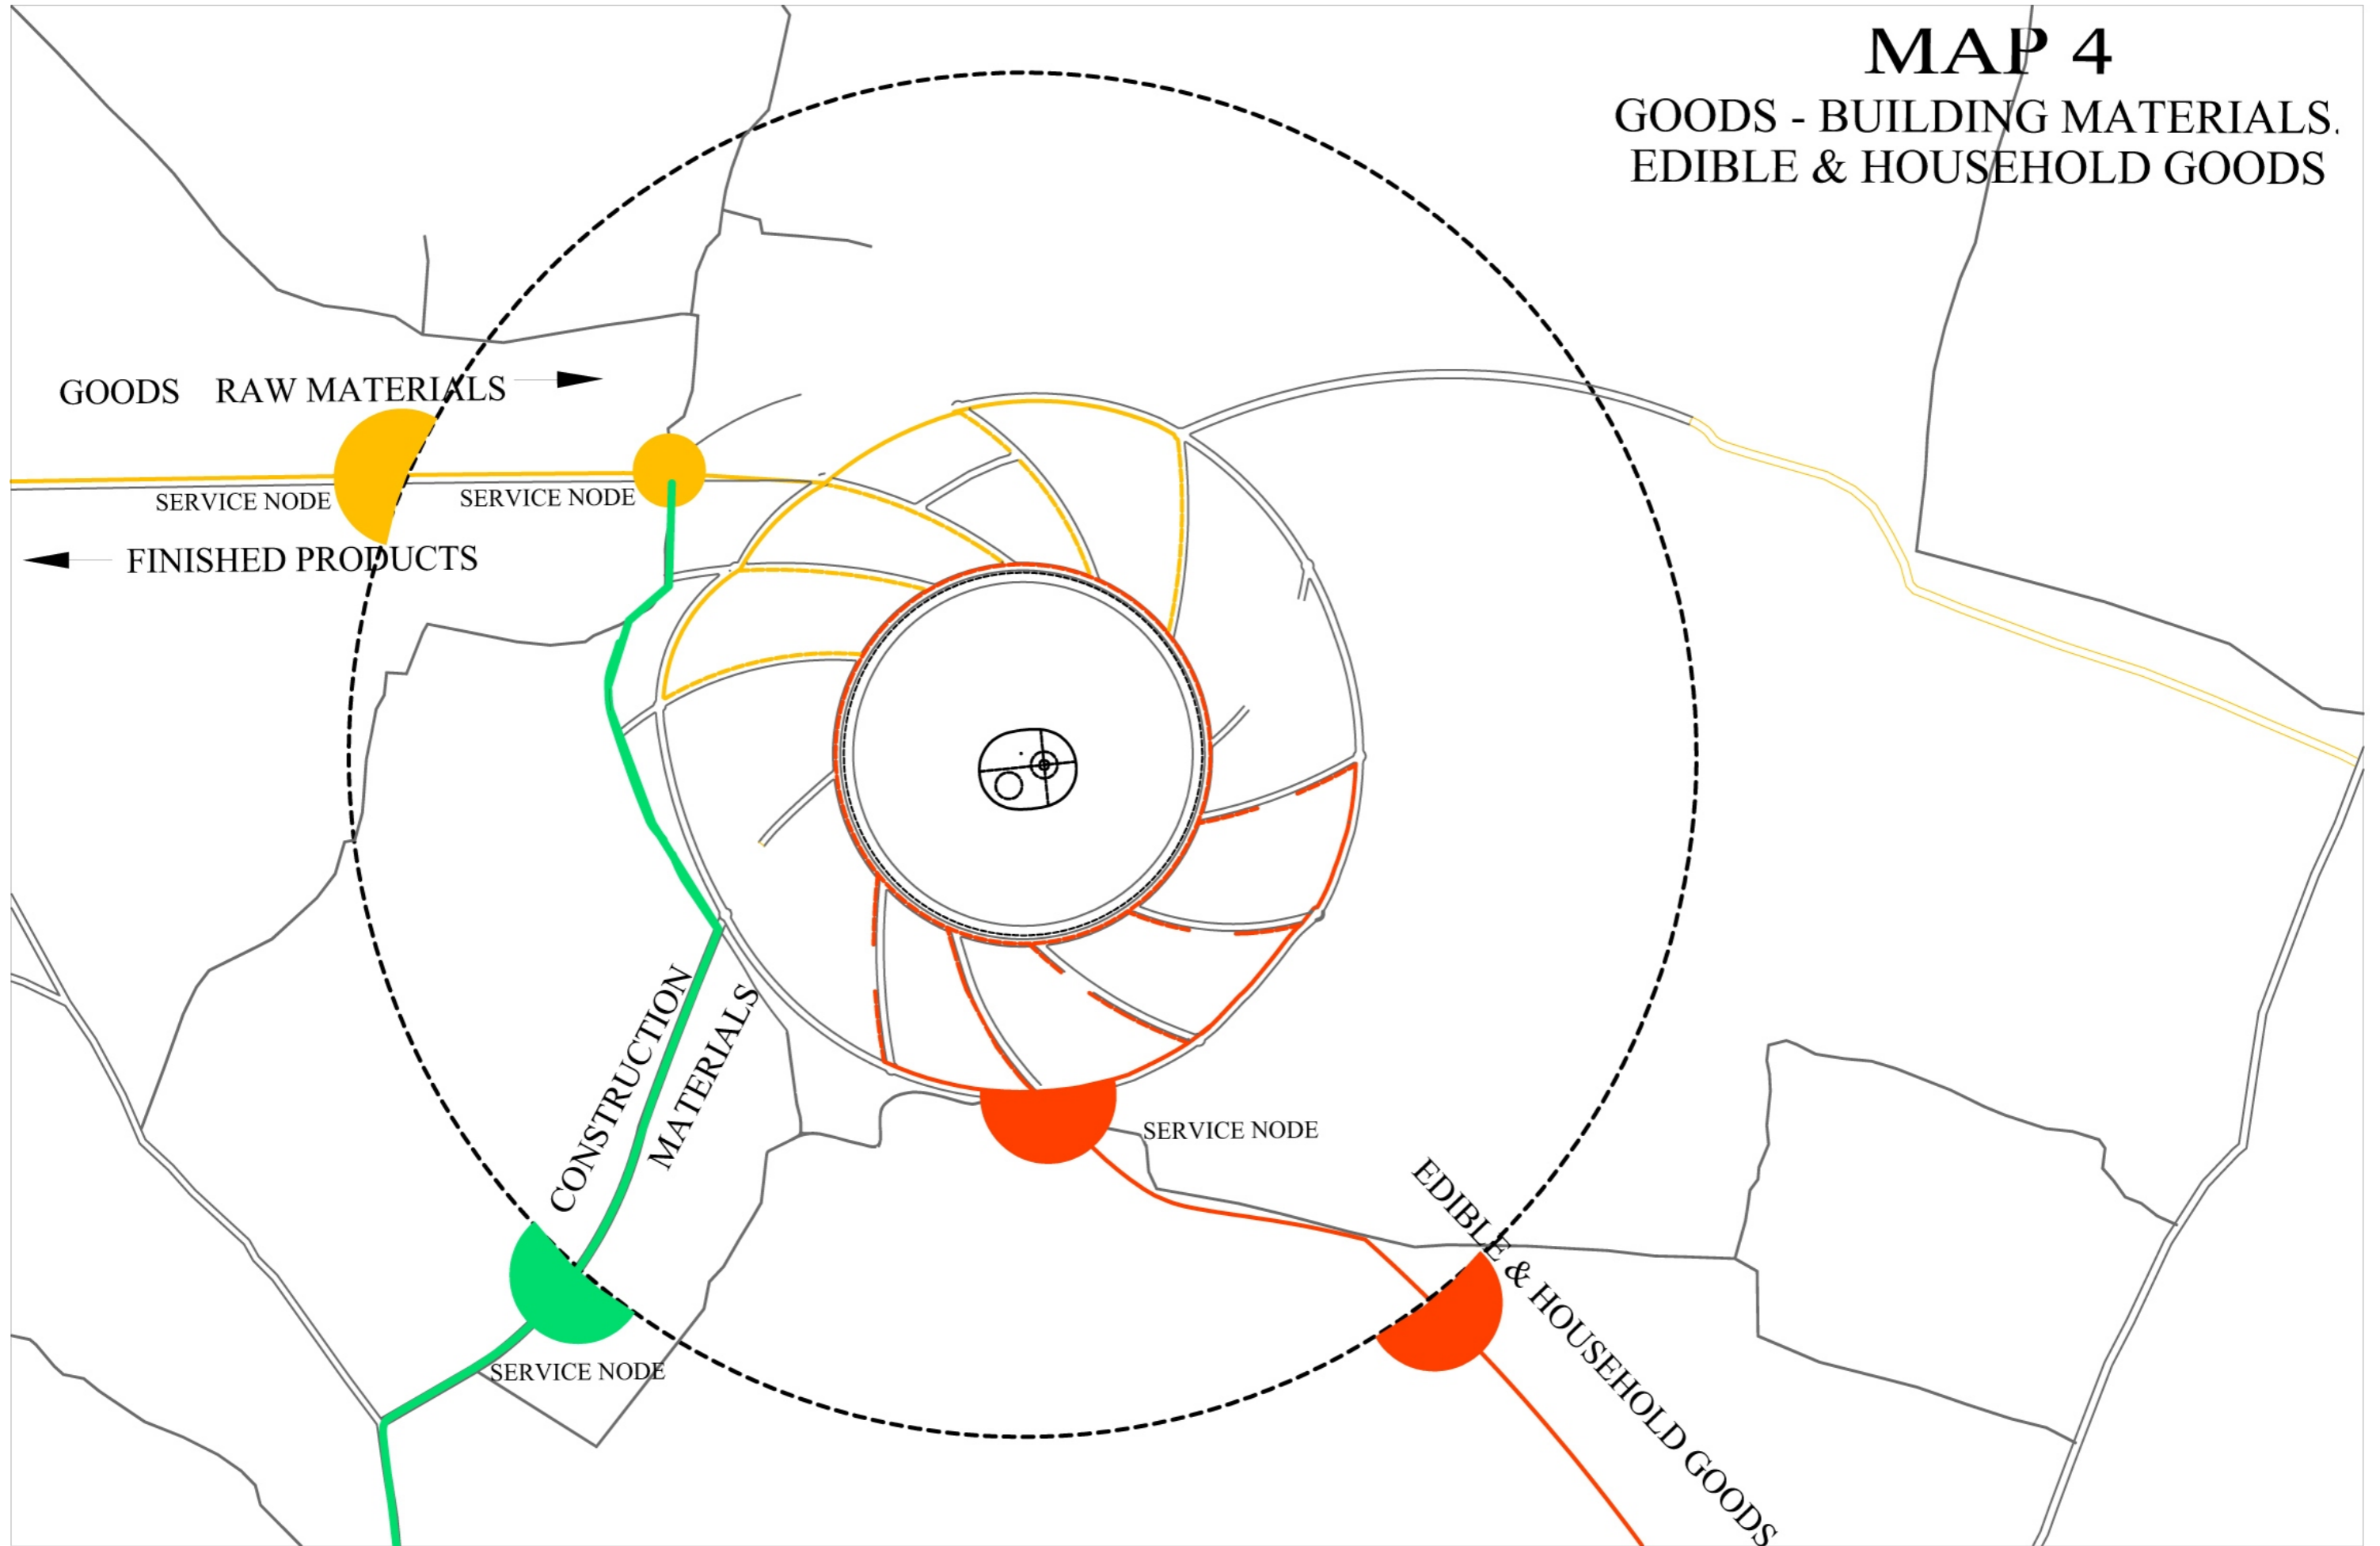 MAP 4
GOODS - BUILDING MATERIALS.
EDIBLE & HOUSEHOLD GOODS
GOODS RAW MATERIALS
SERVICE NODE
SERVICE NODE
FINISHED PRODUCTS
CONSTRUCTION
MATERIALS
SERVICE NODE
EDIBLE & HOUSEHOLD GOODS
SERVICE NODE